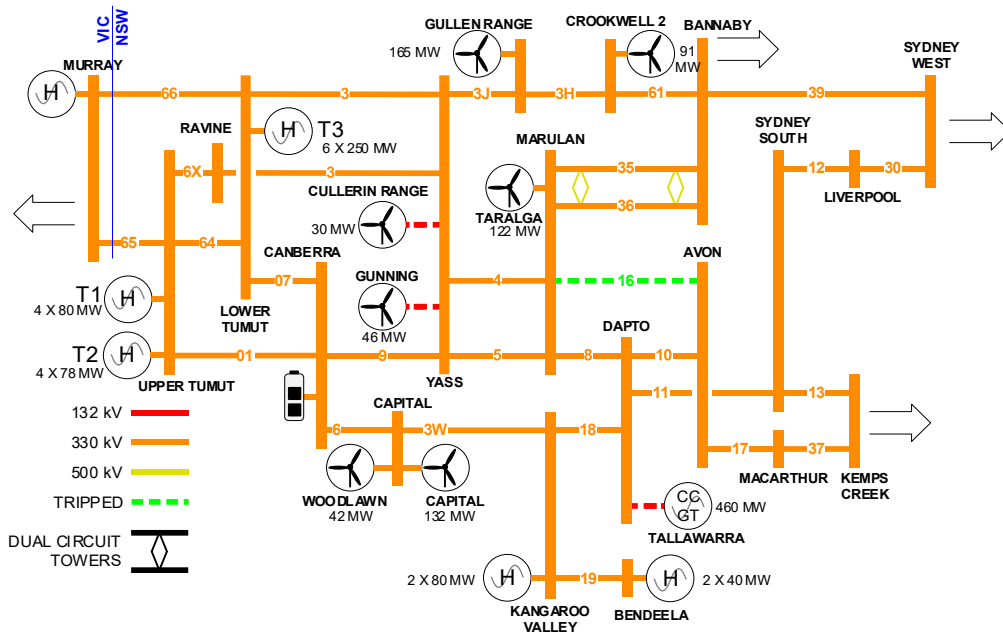 VIC
NSW
GULLEN RANGE
CROOKWELL 2
BANNABY
SYDNEY
WEST
165 MW
91
MW
MURRAY
H
66
3
3J
3H
61
39
RAVINE
H
T3
6 X 250 MW
MARULAN
SYDNEY
SOUTH
6X
3
35
12
30
CULLERIN RANGE
TARALGA
122 MW
36
LIVERPOOL
30 MW
65
64
CANBERRA
AVON
GUNNING
07
4
16
T1
4 X 80 MW
H
LOWER
TUMUT
46 MW
DAPTO
T2
4 X 78 MW
H
01
9
5
8
10
UPPER TUMUT
YASS
11
13
132 kV
CAPITAL
330 kV
6
3W
18
17
37
500 kV
MACARTHUR
KEMPS
CREEK
TRIPPED
WOODLAWN
42 MW
CAPITAL
132 MW
CC
GT
460 MW
TALLAWARRA
DUAL CIRCUIT
TOWERS
2 X 80 MW
H
19
H
2 X 40 MW
KANGAROO
VALLEY
BENDEELA